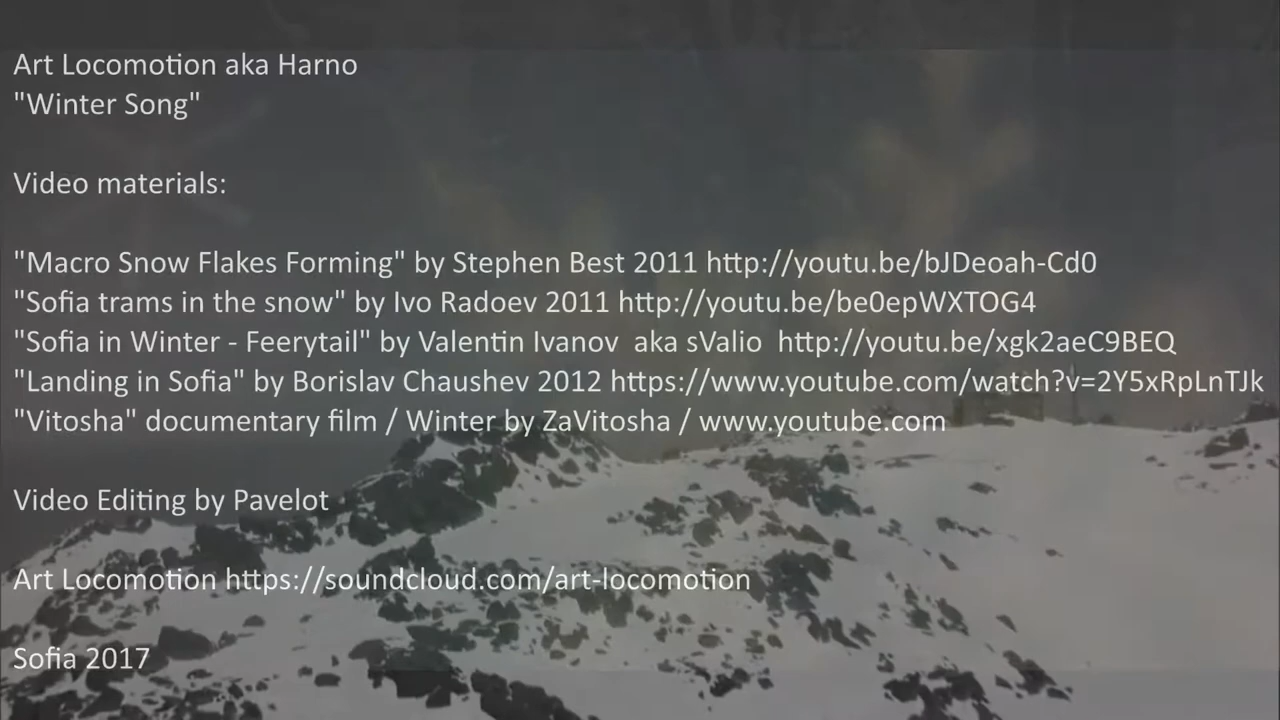 Art Locomotion aka Harno
"Winter Song"
Video materials:
"Macro Snow Flakes Forming" by Stephen Best 2011 http://youtu.be/bJDeoah-Cd0
"Sofia trams in the snow" by Ivo Radoev 2011 http://youtu.be/be0epWXTOG4
"Sofia in Winter - Feerytail" by Valentin Ivanov  aka sValio  http://youtu.be/xgk2aeC9BEQ
"Landing in Sofia" by Borislav Chaushev 2012 https://www.youtube.com/watch?v=2Y5xRpLnTJk
"Vitosha" documentary film / Winter by ZaVitosha / www.youtube.com
Video Editing by Pavelot
Art Locomotion https://soundcloud.com/art-locomotion
Sofia 2017